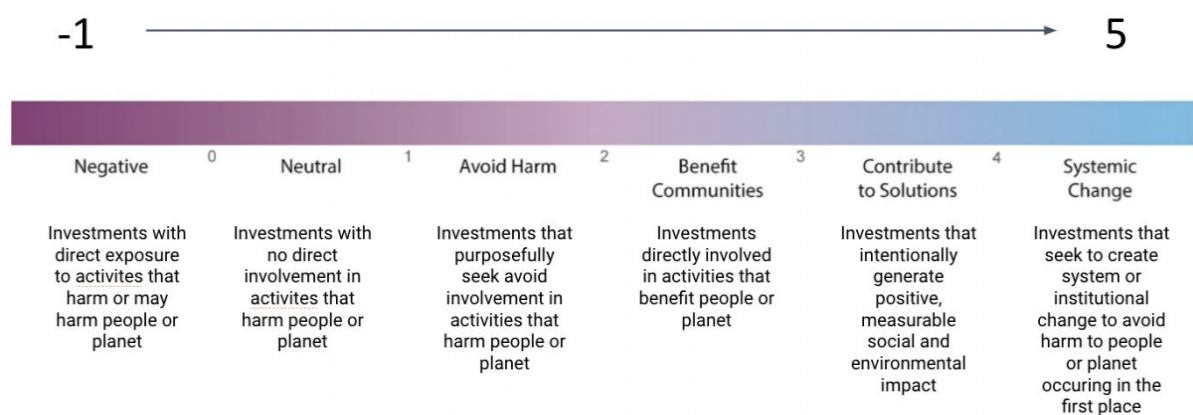 -1
5
0
1
2
3
4
Negative
Neutral
Avoid Harm
Benefit
Communities
Contribute
to Solutions
Systemic
Change
Investments with
direct exposure
to activites that
harm or may
harm people or
planet
Investments with
no direct
involvement in
activites that
harm people or
planet
Investments that
purposefully
seek avoid
involvement in
activities that
harm people or
planet
Investments
directly involved
in activities that
benefit people or
planet
Investments that
intentionally
generate
positive,
measurable
social and
environmental
impact
Investments that
seek to create
system or
institutional
change to avoid
harm to people
or planet
occuring in the
first place